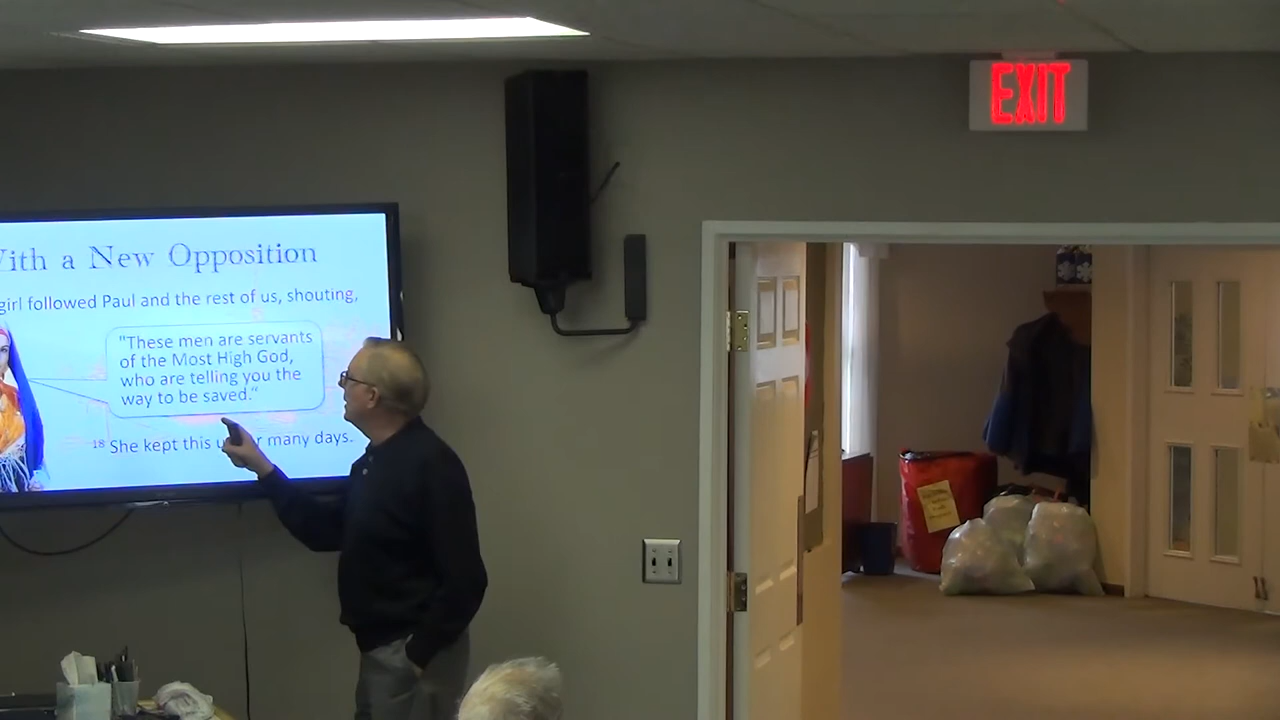 EXIT
With a New Opposition
girl followed Paul and the rest of us, shouting,
"These men are servants
of the Most High God,
who are telling you the
way to be saved."
18 She kept this r many days.